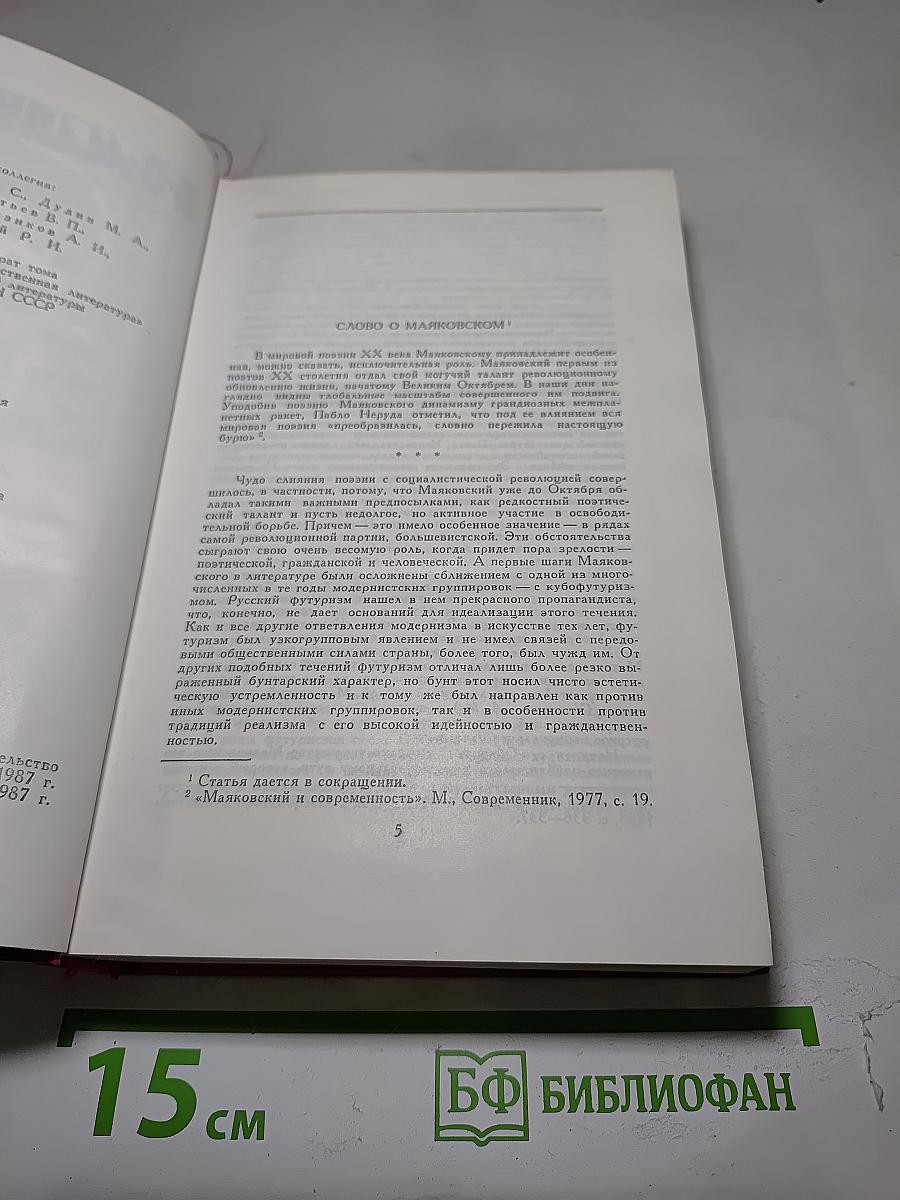 коллегия:
С., Дудин М. А.,
тьев В. П.,
зников А. И.,
й Р. И.
рат тома
ственная литература»
литературы
СССР
ельство
1987 г.
987 г.
СЛОВО О МАЯКОВСКОМ¹
В мировой поэзии XX века Маяковскому принадлежит особен-
ная, можно сказать, исключительная роль. Маяковский первым из
поэтов XX столетия отдал свой могучий талант революционному
обновлению жизни, начатому Великим Октябрем. В наши дни на-
глядно видны глобальные масштабы совершенного им подвига.
Уподобив поэзию Маяковского динамизму грандиозных межпла-
нетных ракет, Пабло Неруда отметил, что под ее влиянием вся
мировая поэзия «преобразилась, словно пережила настоящую
бурю»².
* * *
Чудо слияния поэзии с социалистической революцией совер-
шилось, в частности, потому, что Маяковский уже до Октября об-
ладал такими важными предпосылками, как редкостный поэтиче-
ский талант и пусть недолгое, но активное участие в освободи-
тельной борьбе. Причем — это имело особенное значение — в рядах
самой революционной партии, большевистской. Эти обстоятельства
сыграют свою очень весомую роль, когда придет пора зрелости —
поэтической, гражданской и человеческой. А первые шаги Маяков-
ского в литературе были осложнены сближением с одной из много-
численных в те годы модернистских группировок — с кубофутуриз-
мом. Русский футуризм нашел в нем прекрасного пропагандиста,
что, конечно, не дает оснований для идеализации этого течения.
Как и все другие ответвления модернизма в искусстве тех лет, фу-
туризм был узкогрупповым явлением и не имел связей с передо-
выми общественными силами страны, более того, был чужд им. От
других подобных течений футуризм отличал лишь более резко вы-
раженный бунтарский характер, но бунт этот носил чисто эстети-
ческую устремленность и к тому же был направлен как против
иных модернистских группировок, так и в особенности против
традиций реализма с его высокой идейностью и гражданствен-
ностью.
¹ Статья дается в сокращении.
² «Маяковский и современность». М., Современник, 1977, с. 19.
5
15 см
БФ БИБЛИОФАН